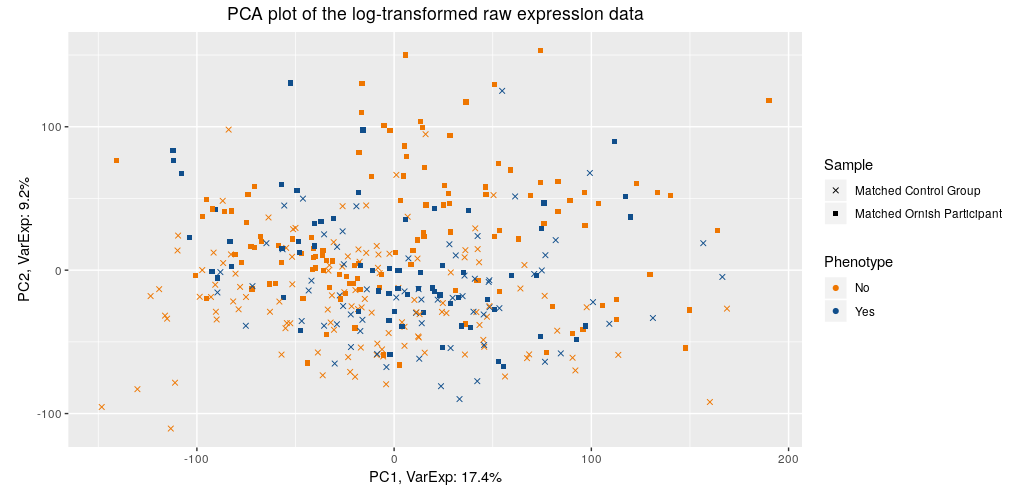 PCA plot of the log-transformed raw expression data
PC2, VarExp: 9.2%
100
0
-100
-100
0
100
200
PC1, VarExp: 17.4%
Sample
Matched Control Group
Matched Ornish Participant
Phenotype
No
Yes